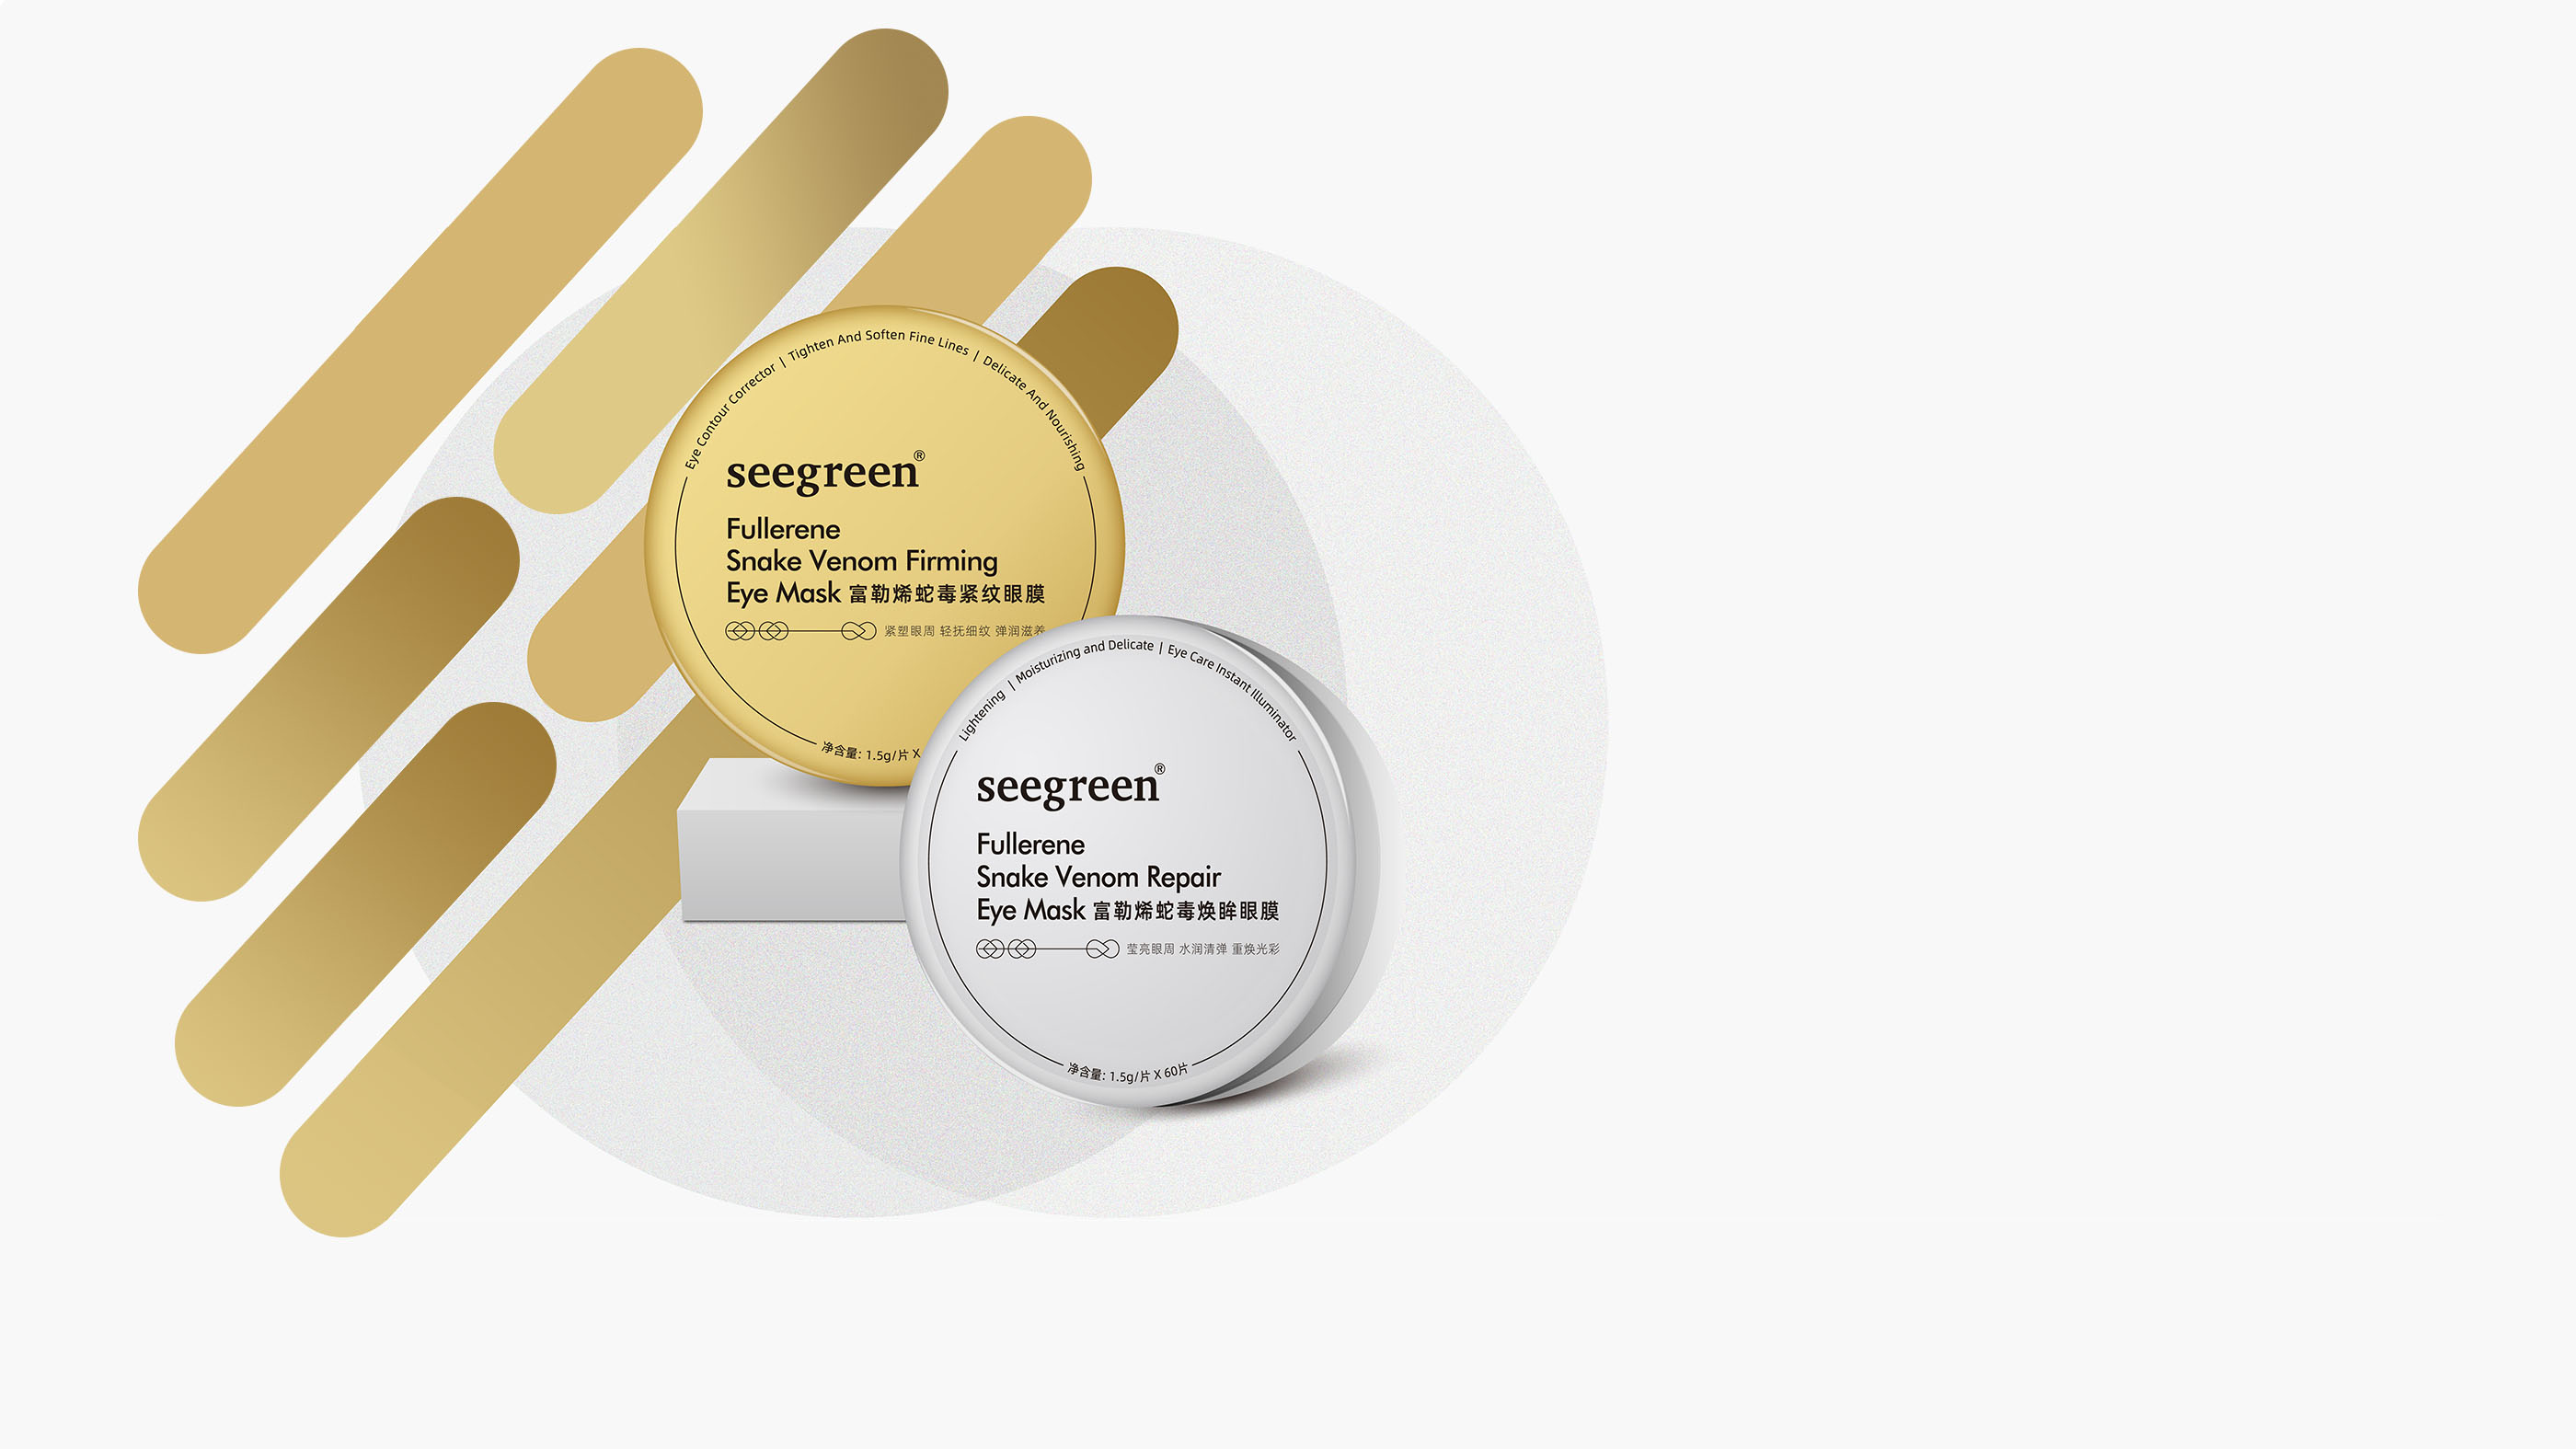 Eye Contour Corrector | Tighten And Soften Fine Lines | Delicate And Nourishing
seegreen®
Fullerene
Snake Venom Firming
Eye Mask 富勒烯蛇毒紧纹眼膜
紧塑眼周 轻抚细纹 弹润滋养
净含量: 1.5g/片 X
Lightening | Moisturizing and Delicate | Eye Care Instant Illuminator
seegreen®
Fullerene
Snake Venom Repair
Eye Mask 富勒烯蛇毒焕眸眼膜
莹亮眼周 水润清弹 重焕光彩
净含量: 1.5g/片 X 60片